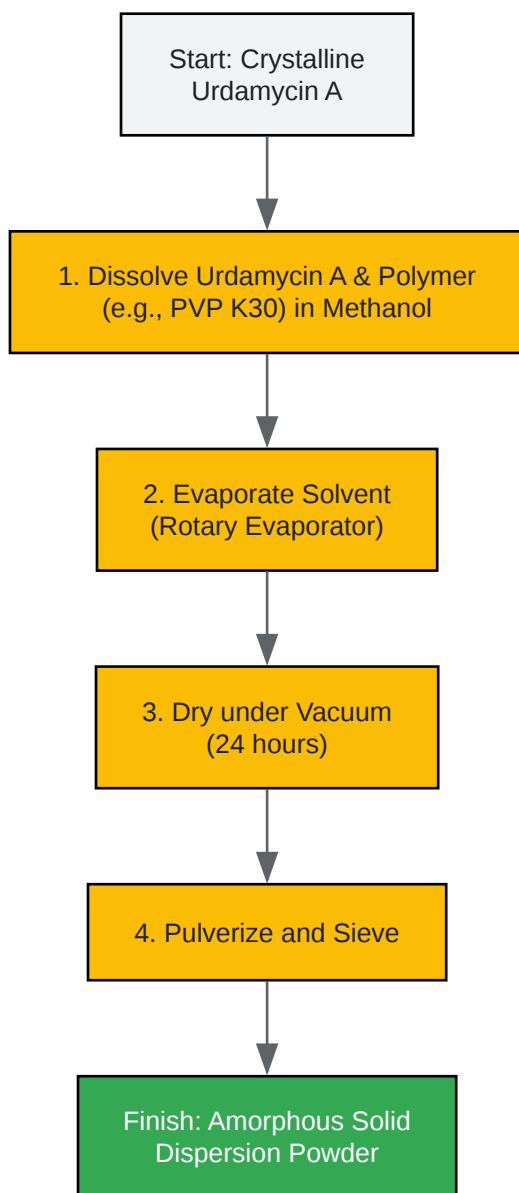 Start: Crystalline
Urdamycin A
1. Dissolve Urdamycin A & Polymer
(e.g., PVP K30) in Methanol
2. Evaporate Solvent
(Rotary Evaporator)
3. Dry under Vacuum
(24 hours)
4. Pulverize and Sieve
Finish: Amorphous Solid
Dispersion Powder